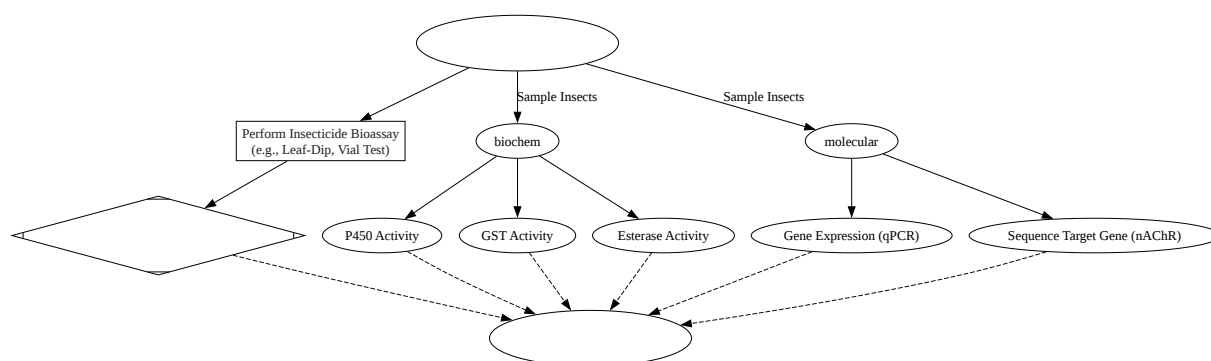 Sample Insects
Sample Insects
Perform Insecticide Bioassay
(e.g., Leaf-Dip, Vial Test)
biochem
molecular
P450 Activity
GST Activity
Esterase Activity
Gene Expression (qPCR)
Sequence Target Gene (nAChR)